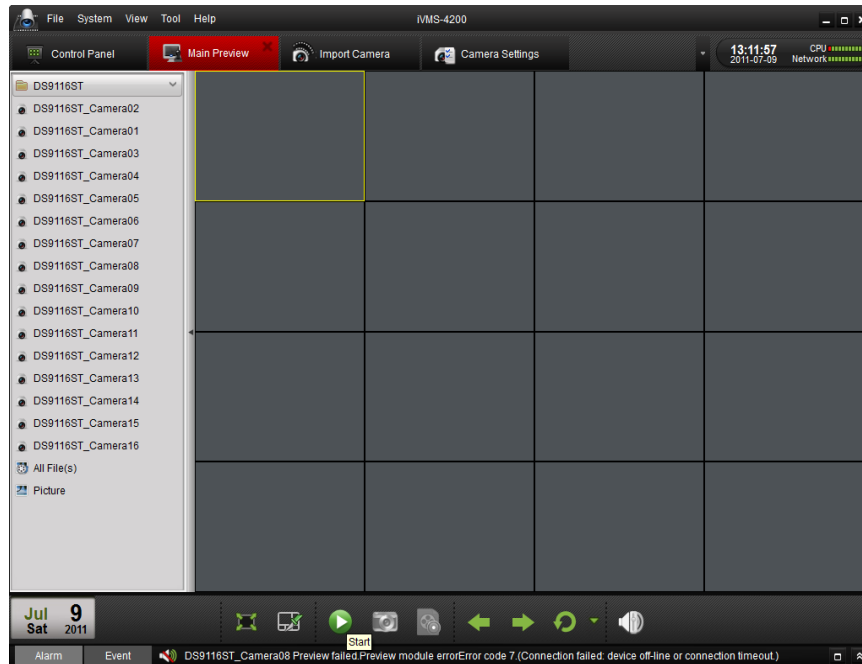 File System View Tool Help iVMS-4200
Control Panel Main Preview Import Camera Camera Settings 13:11:57 CPU
2011-07-09 Network
DS9116ST
DS9116ST_Camera02
DS9116ST_Camera01
DS9116ST_Camera03
DS9116ST_Camera04
DS9116ST_Camera05
DS9116ST_Camera06
DS9116ST_Camera07
DS9116ST_Camera08
DS9116ST_Camera09
DS9116ST_Camera10
DS9116ST_Camera11
DS9116ST_Camera12
DS9116ST_Camera13
DS9116ST_Camera14
DS9116ST_Camera15
DS9116ST_Camera16
All File(s)
Picture
Jul 9
Sat 2011
Start
Alarm Event DS9116ST_Camera08 Preview failed.Preview module errorError code 7.(Connection failed: device off-line or connection timeout.)